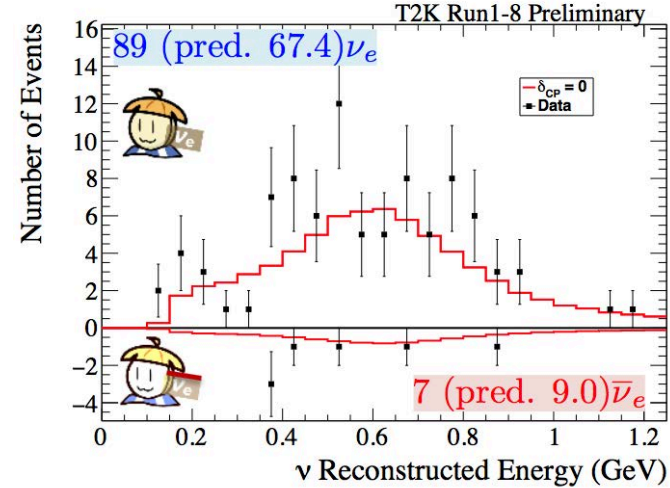 T2K Run1-8 Preliminary
89 (pred. 67.4)νe
δCP = 0
Data
νe
Number of Events
16
14
12
10
8
6
4
2
0
−2
−4
νe
7 (pred. 9.0)ν̅e
0 0.2 0.4 0.6 0.8 1 1.2
ν Reconstructed Energy (GeV)